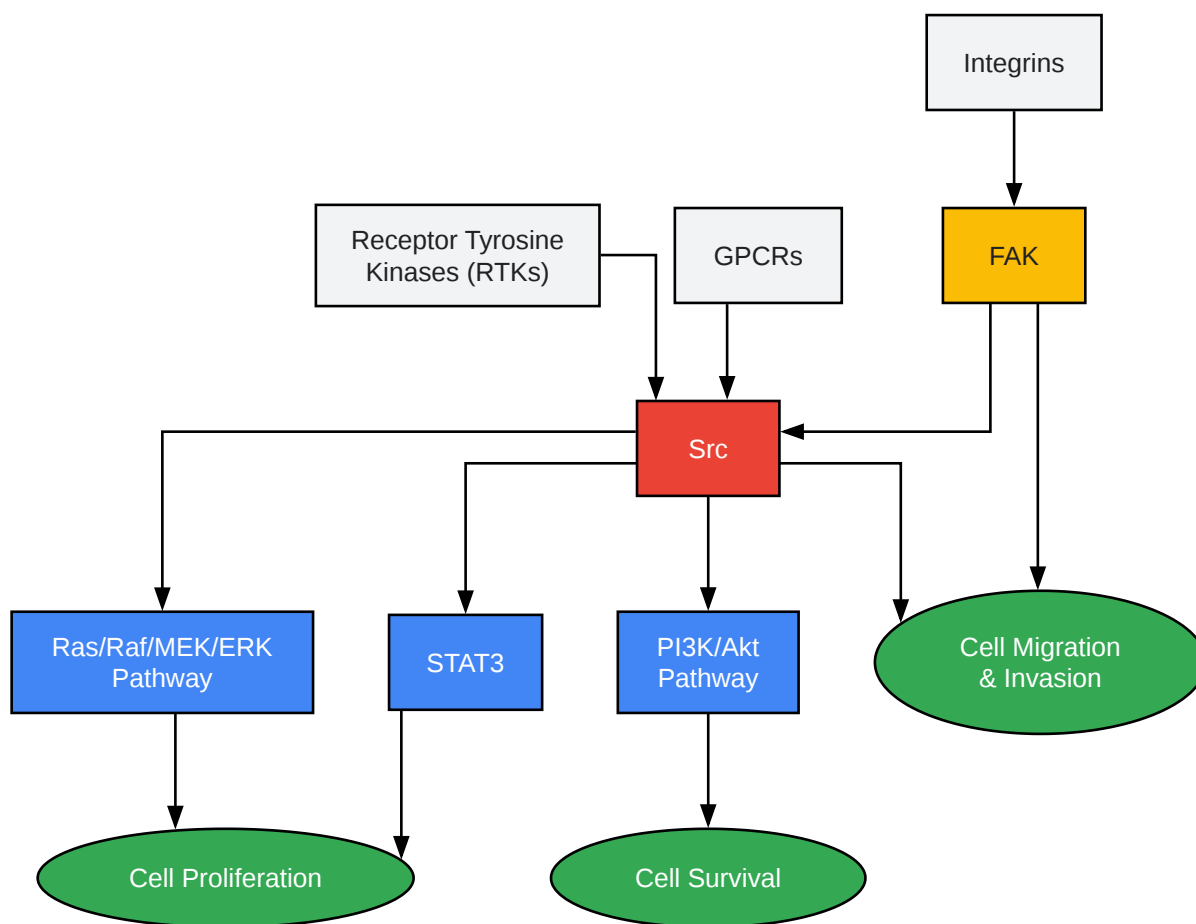 Integrins
Receptor Tyrosine
Kinases (RTKs)
GPCRs
FAK
Src
Ras/Raf/MEK/ERK
Pathway
STAT3
PI3K/Akt
Pathway
Cell Migration
& Invasion
Cell Proliferation
Cell Survival